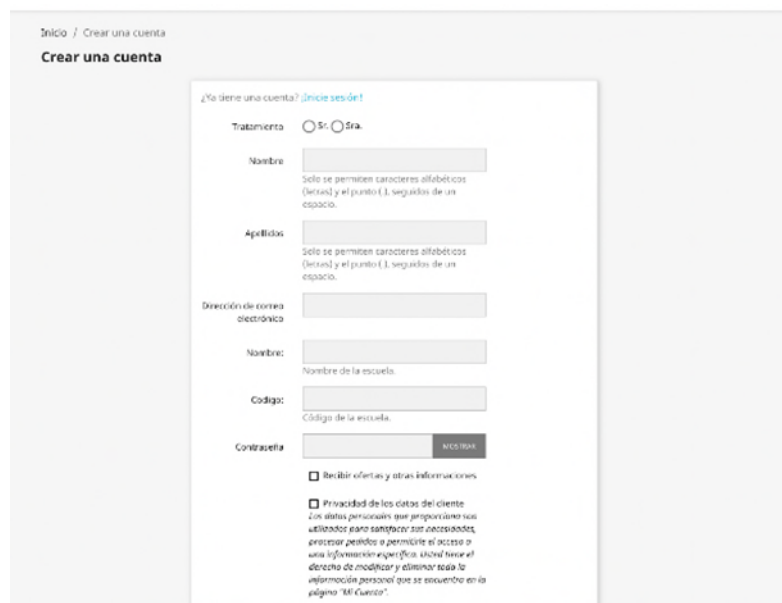 Inicio / Crear una cuenta
Crear una cuenta
¿Ya tiene una cuenta? ¡Inicie sesión!
Tratamiento Sr. Sra.
Nombre
Solo se permiten caracteres alfabéticos
(letras) y el punto (.), seguidos de un
espacio.
Apellidos
Solo se permiten caracteres alfabéticos
(letras) y el punto (.), seguidos de un
espacio.
Dirección de correo
electrónico
Nombre:
Nombre de la escuela.
Codigo:
Código de la escuela.
Contraseña MOSTRAR
Recibir ofertas y otras informaciones
Privacidad de los datos del cliente
Los datos personales que proporciona son
utilizados para satisfacer sus necesidades,
procesar pedidos o permitirle el acceso a
una información específica. Usted tiene el
derecho de modificar y eliminar toda la
información personal que se encuentra en la
página "Mi Cuenta".